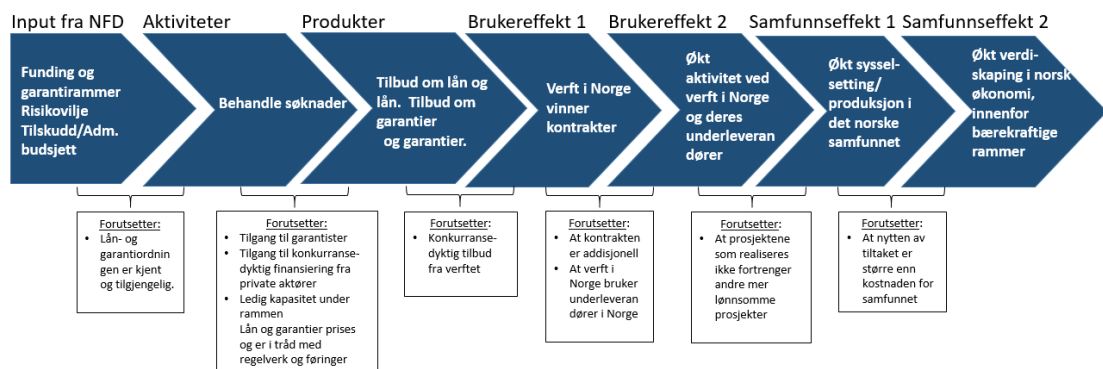 Input fra NFD
Aktiviteter
Produkter
Brukereffekt 1
Brukereffekt 2
Samfunnseffekt 1
Samfunnseffekt 2
Funding og
garantirammer
Risikovilje
Tilskudd/Adm.
budsjett
Behandle søknader
Tilbud om lån og
lån.  Tilbud om
garantier
og garantier.
Verft i Norge
vinner
kontrakter
Økt
aktivitet ved
verft i Norge
og deres
underleveran
dører
Økt syssel-
setting/
produksjon i
det norske
samfunnet
Økt verdi-
skaping i norsk
økonomi,
innenfor
bærekraftige
rammer
Forutsetter:
• Lån- og
garantiordnin
gen er kjent
og tilgjengelig.
Forutsetter:
• Tilgang til garantister
• Tilgang til konkurranse-
dyktig finansiering fra
private aktører
• Ledig kapasitet under
rammen
Lån og garantier prises
og er i tråd med
regelverk og føringer
Forutsetter:
• Konkurranse-
dyktig tilbud
fra verftet
Forutsetter:
• At kontrakten
er addisjonell
• At verft i
Norge bruker
underleveran
dører i Norge
Forutsetter:
• At prosjektene
som realiseres
ikke fortrenger
andre mer
lønnsomme
prosjekter
Forutsetter:
• At nytten av
tiltaket er
større enn
kostnaden for
samfunnet